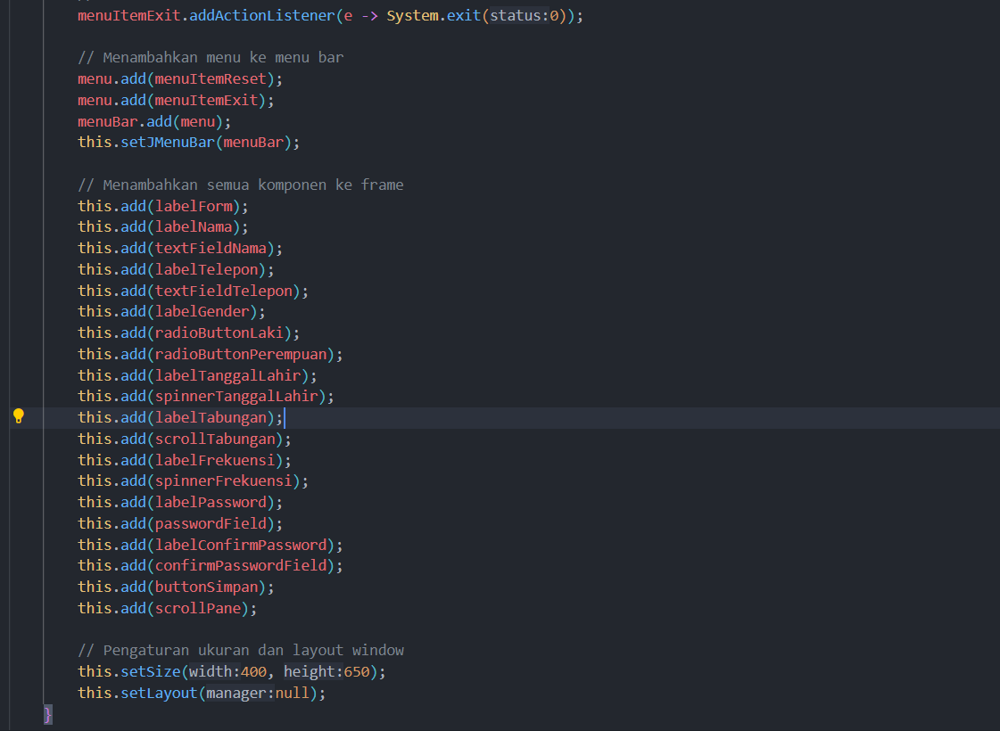 menuItemExit.addActionListener(e -> System.exit(status:0));
// Menambahkan menu ke menu bar
menu.add(menuItemReset);
menu.add(menuItemExit);
menuBar.add(menu);
this.setJMenuBar(menuBar);
// Menambahkan semua komponen ke frame
this.add(labelForm);
this.add(labelNama);
this.add(textFieldNama);
this.add(labelTelepon);
this.add(textFieldTelepon);
this.add(labelGender);
this.add(radioButtonLaki);
this.add(radioButtonPerempuan);
this.add(labelTanggalLahir);
this.add(spinnerTanggalLahir);
this.add(labelTabungan);
this.add(scrollTabungan);
this.add(labelFrekuensi);
this.add(spinnerFrekuensi);
this.add(labelPassword);
this.add(passwordField);
this.add(labelConfirmPassword);
this.add(confirmPasswordField);
this.add(buttonSimpan);
this.add(scrollPane);
// Pengaturan ukuran dan layout window
this.setSize(width:400, height:650);
this.setLayout(manager:null);
}